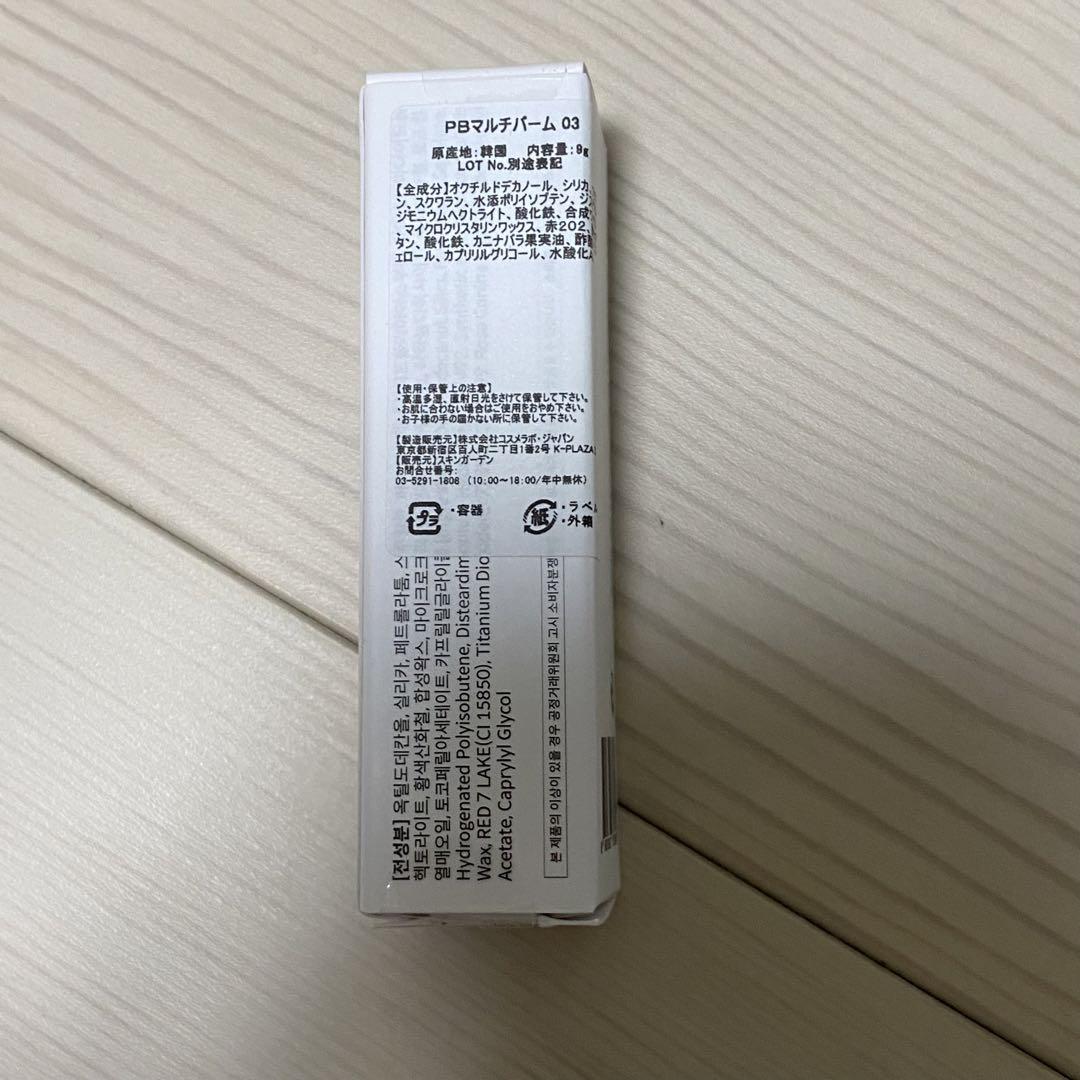 PBマルチバーム 03
原産地:韓国 内容量:9g
LOT No.別途表記
【全成分】オクチルドデカノール、シリカ、
ン、スクワラン、水添ポリイソブテン、ジス
ジモニウムヘクトライト、酸化鉄、合成
、マイクロクリスタリンワックス、赤202、
タン、酸化鉄、カニナバラ果実油、酢酸
ェロール、カプリリルグリコール、水酸化A
【使用・保管上の注意】
・高温多湿、直射日光をさけて保管して下さい。
・お肌に合わない場合はご使用をおやめ下さい。
・お子様の手の届かない所に保管して下さい。
【製造販売元】株式会社コスメラボ・ジャパン
東京都新宿区百人町二丁目1番2号 K-PLAZA
【販売元】スキンガーデン
お問合せ番号:
03-5291-1808 (10:00～18:00/年中無休)
プラ ・容器
紙 ・ラベル
・外箱
[전성분] 옥틸도데칸올, 실리카, 페트롤라툼, 스
헥토라이트, 황색산화철, 합성왁스, 마이크로크
열매오일, 토코페릴아세테이트, 카프릴릴글라이콜
Hydrogenated Polyisobutene, Disteardim
Wax, RED 7 LAKE(CI 15850), Titanium Dio
Acetate, Caprylyl Glycol
본 제품의 이상이 있을 경우 공정거래위원회 고시 소비자분쟁